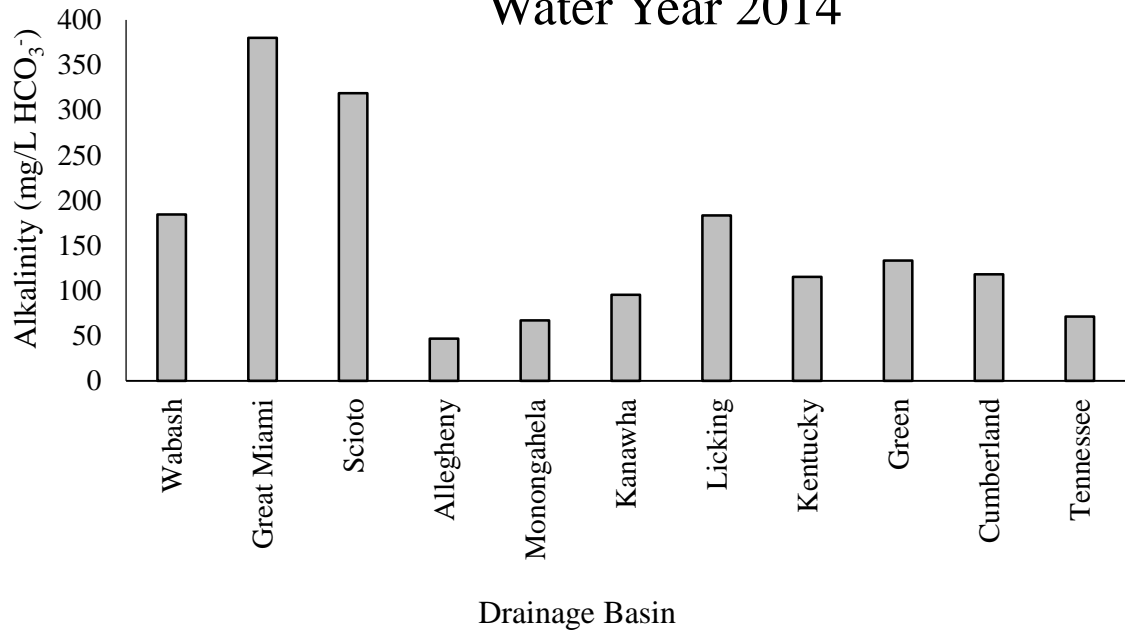 Water Year 2014
Alkalinity (mg/L HCO₃⁻)
400
350
300
250
200
150
100
50
0
Wabash
Great Miami
Scioto
Allegheny
Monongahela
Kanawha
Licking
Kentucky
Green
Cumberland
Tennessee
Drainage Basin